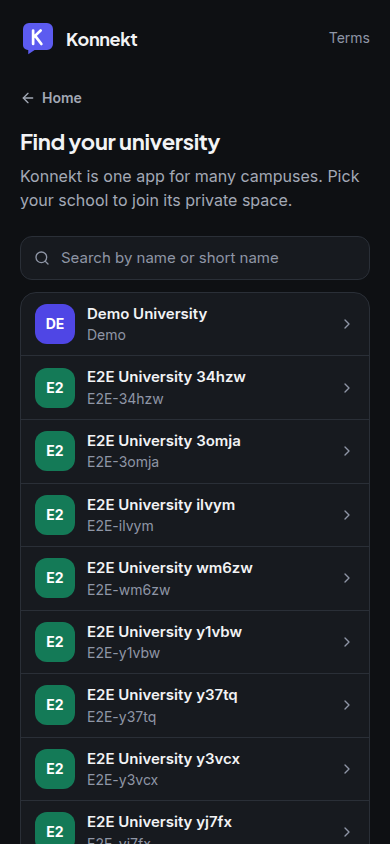 Konnekt
Terms
Home
Find your university
Konnekt is one app for many campuses. Pick
your school to join its private space.
Search by name or short name
DE
Demo University
Demo
E2
E2E University 34hzw
E2E-34hzw
E2
E2E University 3omja
E2E-3omja
E2
E2E University ilvym
E2E-ilvym
E2
E2E University wm6zw
E2E-wm6zw
E2
E2E University y1vbw
E2E-y1vbw
E2
E2E University y37tq
E2E-y37tq
E2
E2E University y3vcx
E2E-y3vcx
E2
E2E University yj7fx
E2E-yj7fx